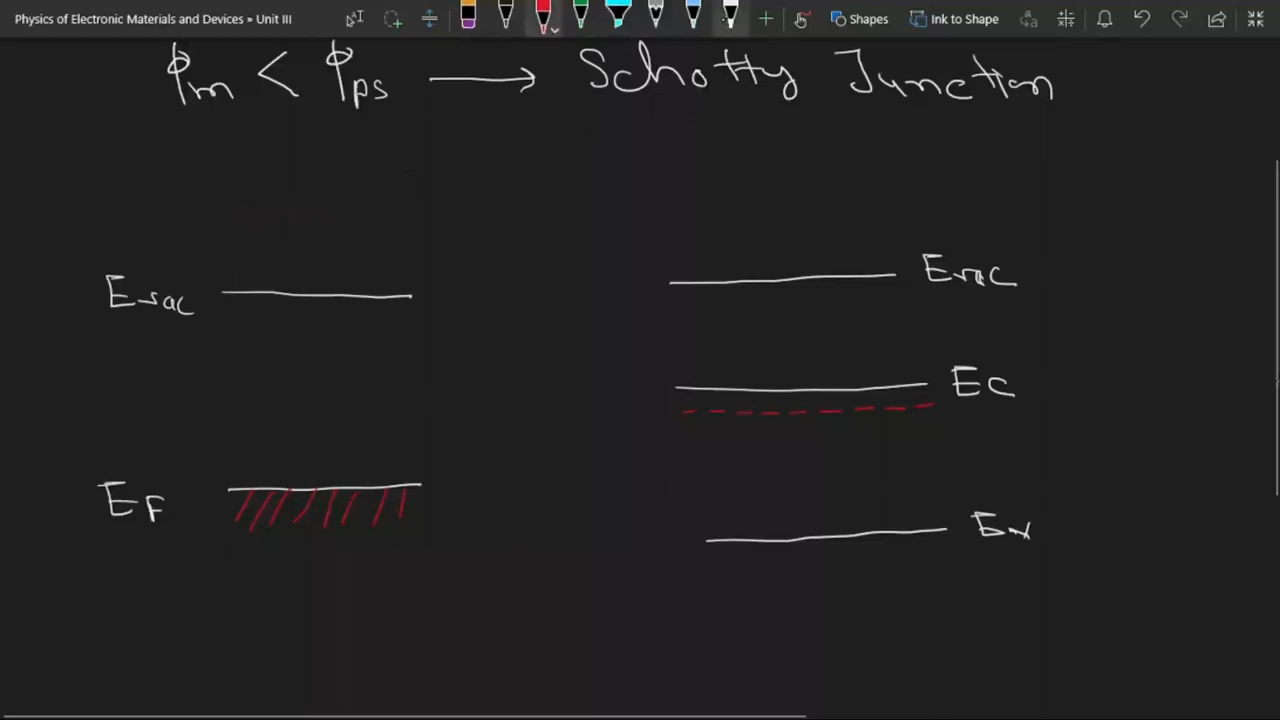 Physics of Electronic Materials and Devices » Unit III
Shapes
Ink to Shape
φm < φps → Schotty Junction
Evac
Evac
EC
EF
Ev